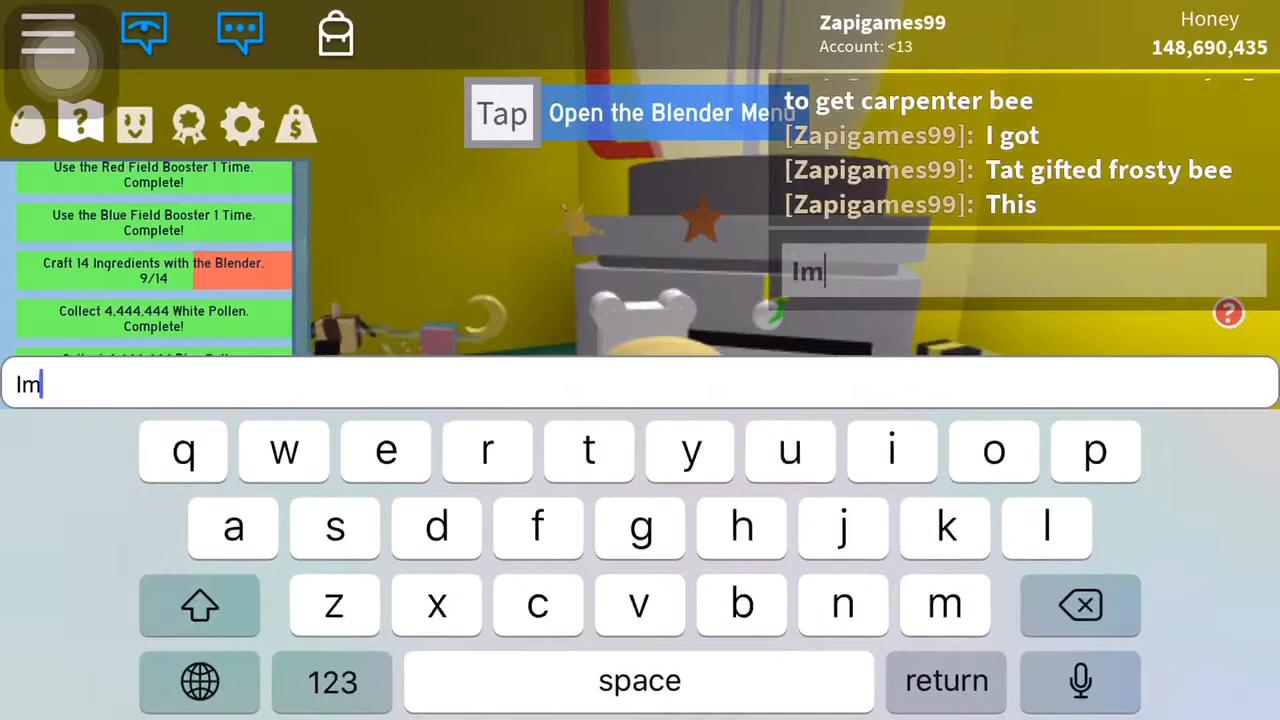 Zapigames99
Account: <13
Honey
148,690,435
Tap
Open the Blender Menu
to get carpenter bee
[Zapigames99]: I got
[Zapigames99]: Tat gifted frosty bee
[Zapigames99]: This
Im
?
?
$
Use the Red Field Booster 1 Time.
Complete!
Use the Blue Field Booster 1 Time.
Complete!
Craft 14 Ingredients with the Blender.
9/14
Collect 4,444,444 White Pollen.
Complete!
Im
q w e r t y u i o p
a s d f g h j k l
z x c v b n m
123 space return